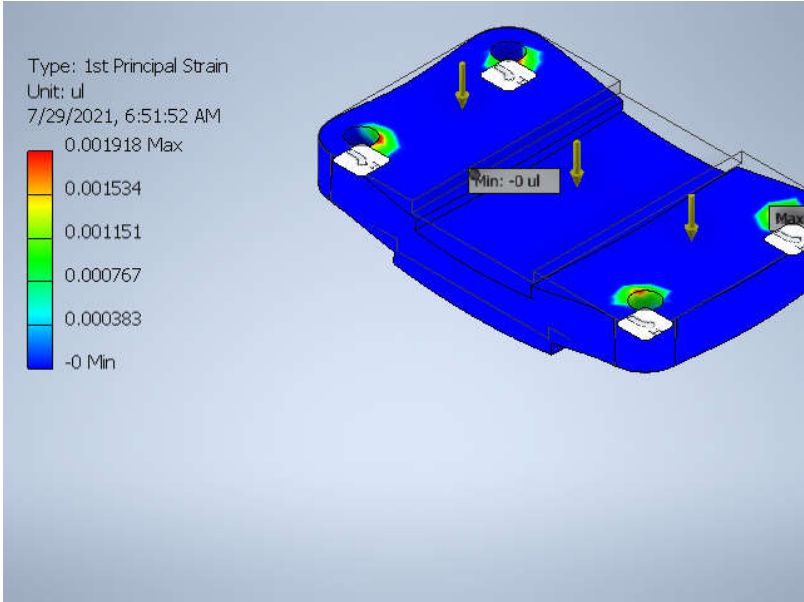 Type: 1st Principal Strain
Unit: ul
7/29/2021, 6:51:52 AM
0.001918 Max
0.001534
0.001151
0.000767
0.000383
-0 Min
Min: -0 ul
Max